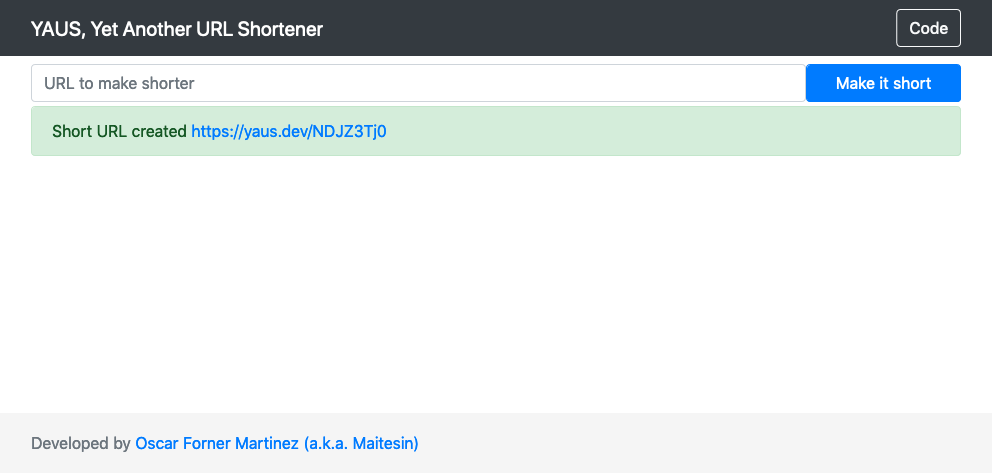 YAUS, Yet Another URL Shortener
Code
URL to make shorter
Make it short
Short URL created https://yaus.dev/NDJZ3Tj0
Developed by Oscar Forner Martinez (a.k.a. Maitesin)